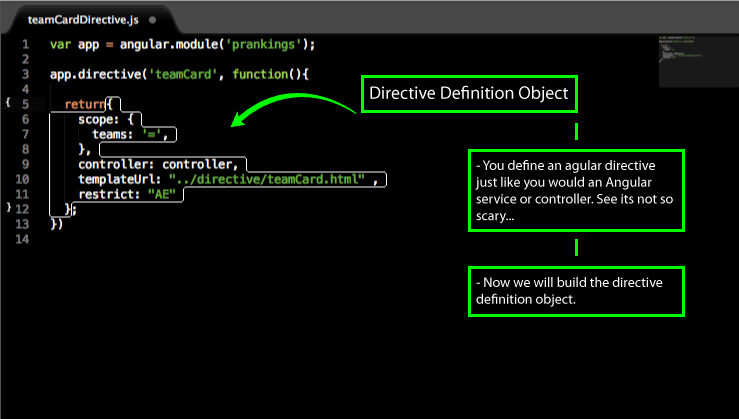 teamCardDirective.js
1 var app = angular.module('prankings');
2
3 app.directive('teamCard', function(){
4
{ 5 return{
6 scope: {
7 teams: '=',
8 },
9 controller: controller,
10 templateUrl: "../directive/teamCard.html" ,
11 restrict: "AE"
} 12 };
13 })
14
Directive Definition Object
- You define an agular directive
just like you would an Angular
service or controller. See its not so
scary...
- Now we will build the directive
definition object.